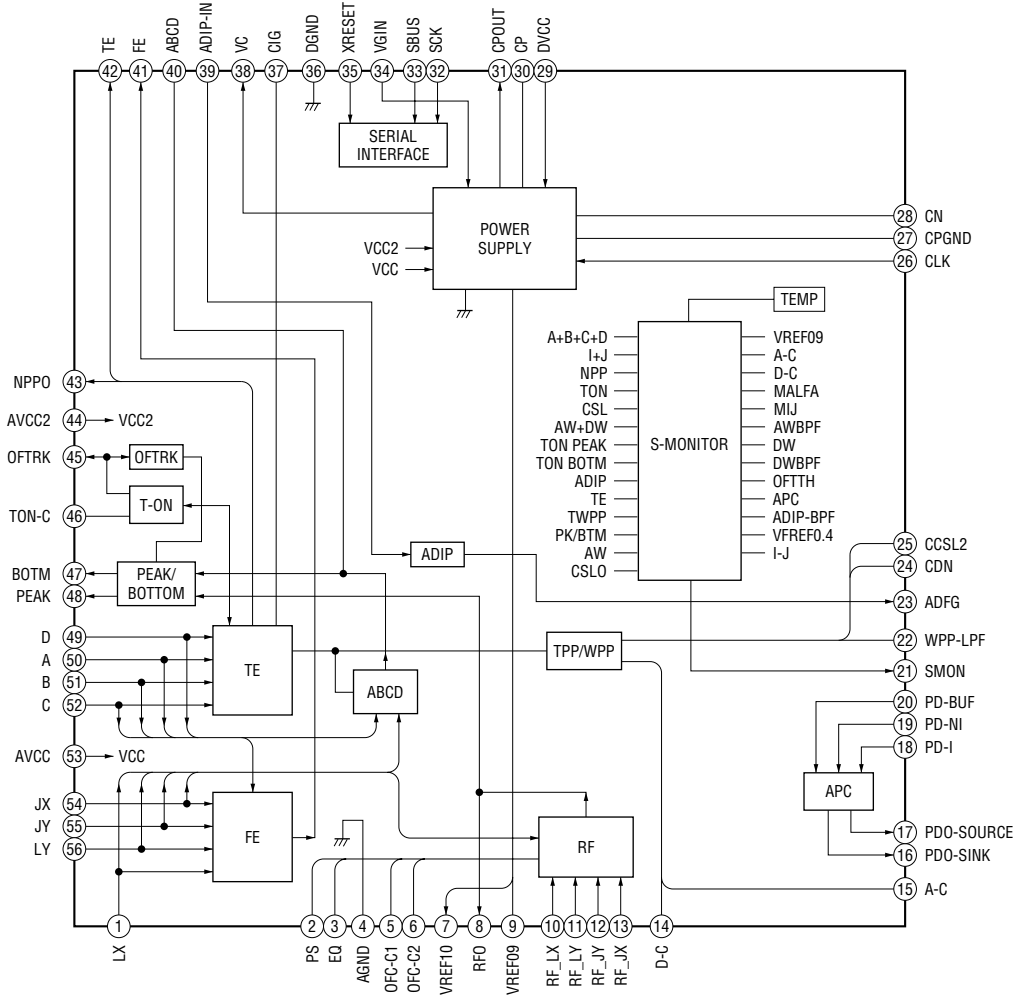 TE
FE
ABCD
ADIP-IN
VC
CIG
DGND
XRESET
VGIN
SBUS
SCK
CPOUT
CP
DVCC
42
41
40
39
38
37
36
35
34
33
32
31
30
29
SERIAL
INTERFACE
POWER
SUPPLY
VCC2
VCC
28 CN
27 CPGND
26 CLK
TEMP
A+B+C+D
I+J
NPP
TON
CSL
AW+DW
TON PEAK
TON BOTM
ADIP
TE
TWPP
PK/BTM
AW
CSLO
S-MONITOR
VREF09
A-C
D-C
MALFA
MIJ
AWBPF
DW
DWBPF
OFTTH
APC
ADIP-BPF
VFREF0.4
I-J
NPPO 43
AVCC2 44 VCC2
OFTRK 45 OFTRK
TON-C 46 T-ON
BOTM 47
PEAK 48
PEAK/
BOTTOM
D 49
A 50
B 51
C 52
TE
AVCC 53 VCC
JX 54
JY 55
LY 56
FE
ADIP
ABCD
TPP/WPP
RF
25 CCSL2
24 CDN
23 ADFG
22 WPP-LPF
21 SMON
20 PD-BUF
19 PD-NI
18 PD-I
APC
17 PDO-SOURCE
16 PDO-SINK
15 A-C
1
2
3
4
5
6
7
8
9
10
11
12
13
14
LX
PS
EQ
AGND
OFC-C1
OFC-C2
VREF10
RFO
VREF09
RF_LX
RF_LY
RF_JY
RF_JX
D-C